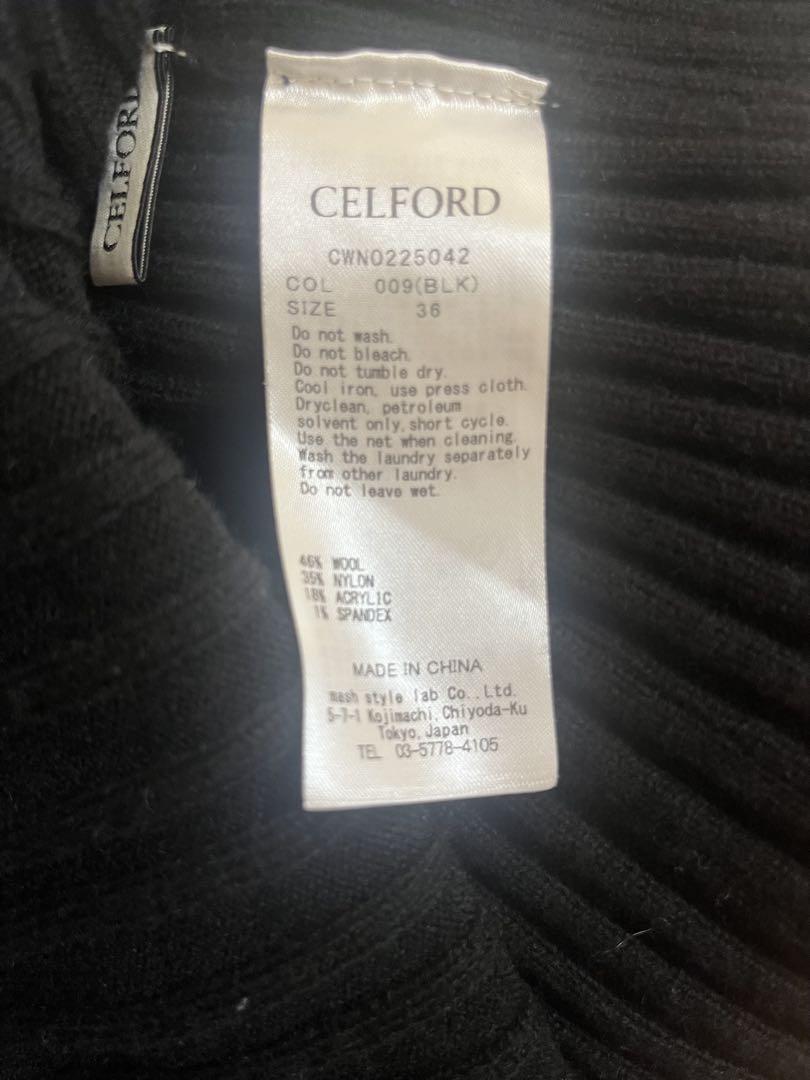 CELFORD
CELFORD
CWNO225042
COL 009(BLK)
SIZE 36
Do not wash.
Do not bleach.
Do not tumble dry.
Cool iron, use press cloth.
Dryclean, petroleum
solvent only, short cycle.
Use the net when cleaning.
Wash the laundry separately
from other laundry.
Do not leave wet.
46% WOOL
35% NYLON
18% ACRYLIC
1% SPANDEX
MADE IN CHINA
mash style lab Co., Ltd.
5-7-1 Kojimachi, Chiyoda-Ku
Tokyo, Japan
TEL 03-5778-4105